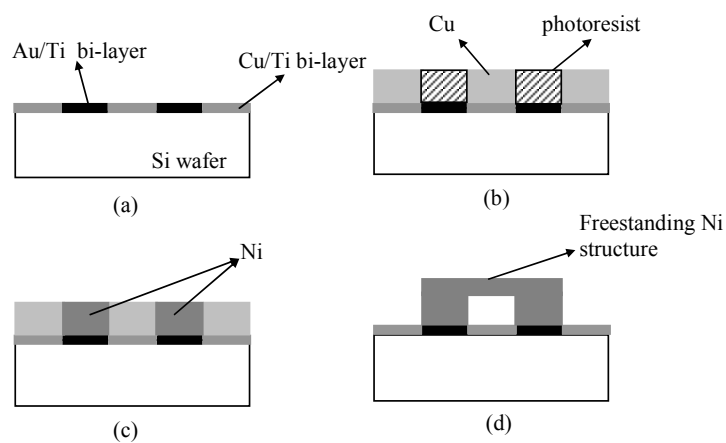 Au/Ti bi-layer
Cu/Ti bi-layer
Si wafer
(a)
Cu
photoresist
(b)
Ni
(c)
Freestanding Ni
structure
(d)